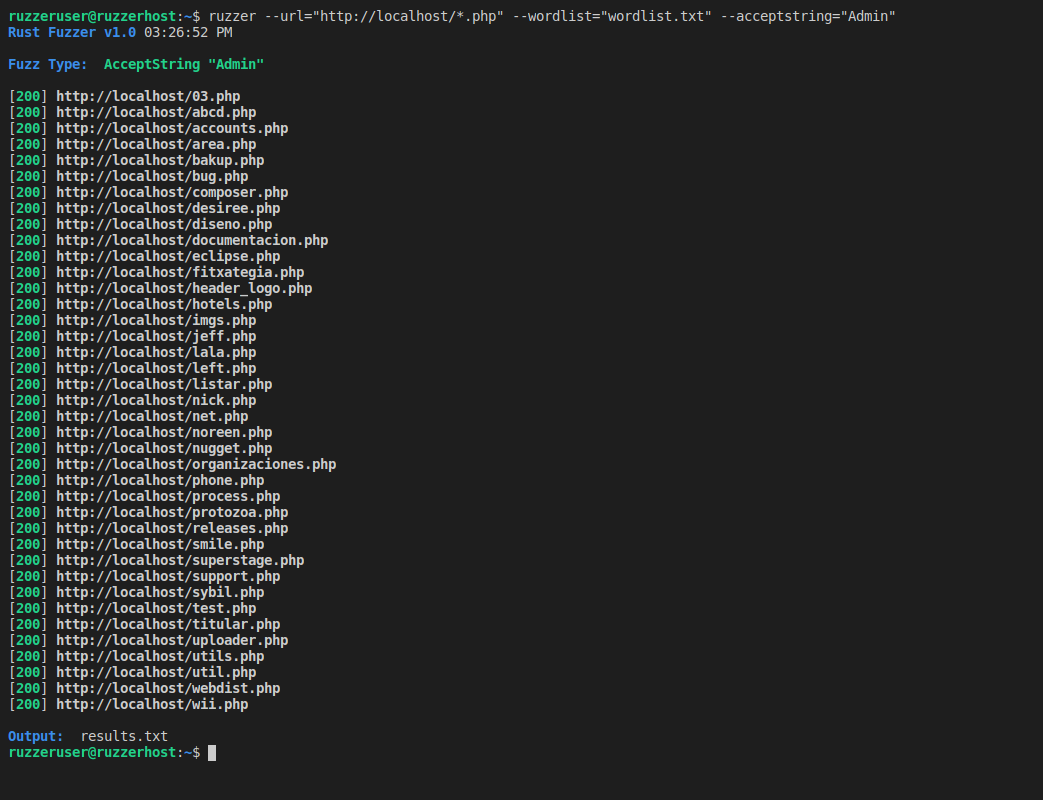 ruzzeruser@ruzzerhost:~$ ruzzer --url="http://localhost/*.php" --wordlist="wordlist.txt" --acceptstring="Admin"
Rust Fuzzer v1.0 03:26:52 PM
Fuzz Type:  AcceptString "Admin"
[200] http://localhost/03.php
[200] http://localhost/abcd.php
[200] http://localhost/accounts.php
[200] http://localhost/area.php
[200] http://localhost/bakup.php
[200] http://localhost/bug.php
[200] http://localhost/composer.php
[200] http://localhost/desiree.php
[200] http://localhost/diseno.php
[200] http://localhost/documentacion.php
[200] http://localhost/eclipse.php
[200] http://localhost/fitxategia.php
[200] http://localhost/header_logo.php
[200] http://localhost/hotels.php
[200] http://localhost/imgs.php
[200] http://localhost/jeff.php
[200] http://localhost/lala.php
[200] http://localhost/left.php
[200] http://localhost/listar.php
[200] http://localhost/nick.php
[200] http://localhost/net.php
[200] http://localhost/noreen.php
[200] http://localhost/nugget.php
[200] http://localhost/organizaciones.php
[200] http://localhost/phone.php
[200] http://localhost/process.php
[200] http://localhost/protozoa.php
[200] http://localhost/releases.php
[200] http://localhost/smile.php
[200] http://localhost/superstage.php
[200] http://localhost/support.php
[200] http://localhost/sybil.php
[200] http://localhost/test.php
[200] http://localhost/titular.php
[200] http://localhost/uploader.php
[200] http://localhost/utils.php
[200] http://localhost/util.php
[200] http://localhost/webdist.php
[200] http://localhost/wii.php
Output:  results.txt
ruzzeruser@ruzzerhost:~$